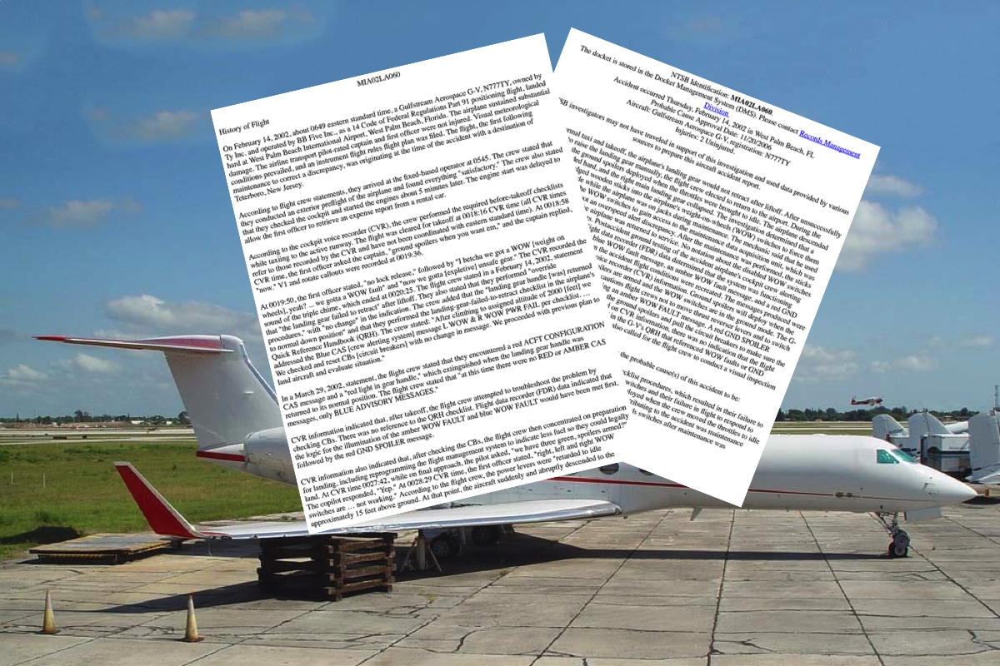 MIA02LA060
History of Flight
On February 14, 2002, about 0649 eastern standard time, a Gulfstream Aerospace G-V, N777TY, owned by
Ty Inc. and operated by BB Five Inc., as a 14 Code of Federal Regulations Part 91 positioning flight, landed
hard at West Palm Beach International Airport, West Palm Beach, Florida. The airplane sustained substantial
damage. The airline transport pilot-rated captain and first officer were not injured. Visual meteorological
conditions prevailed, and an instrument flight rules flight plan was filed. The flight, the first following
maintenance to correct a discrepancy, was originating at the time of the accident with a destination of
Teterboro, New Jersey.
According to flight crew statements, they arrived at the fixed-based operator at 0545. The crew stated that
they conducted an exterior preflight of the airplane and found everything "satisfactory." The crew also stated
that they checked the cockpit and started the engines about 5 minutes later. The engine start was delayed to
allow the first officer to retrieve an expense report from a rental car.
According to the cockpit voice recorder (CVR), the crew performed the required before-takeoff checklists
while taxiing to the active runway. The flight was cleared for takeoff at 0018:16 CVR time (all CVR times
refer to those recorded by the CVR and have not been coordinated with eastern standard time). At 0018:58
CVR time, the first officer asked the captain, "ground spoilers when you want em," and the captain replied,
"now." V1 and rotate callouts were recorded at 0019:36.
At 0019:50, the first officer stated, "no lock release," followed by "I betcha we got a WOW [weight on
wheels], yeah? ... we gotta WOW fault" and "now we gotta [expletive] unsafe gear." The CVR recorded the
sound of the triple chime, which ended at 0020:25. The flight crew stated in a February 14, 2002, statement
that "the landing gear failed to retract" after liftoff. They also stated that they performed "override
procedures," with "no change" in the indication. The crew added that the "landing gear handle [was] returned
to normal down position" and that they performed the landing-gear-failed-to-retract checklist in the airplane's
Quick Reference Handbook (QRH). The crew stated: "After climbing to assigned altitude of 2000 [feet] we
addressed the Blue CAS [crew alerting system] message L WOW & R WOW PWR FAIL per checklist. …
We checked and reset CBs [circuit breakers] with no change in message. We proceeded with previous plan to
land aircraft and evaluate situation."
In a March 29, 2002, statement, the flight crew stated that they encountered a red ACFT CONFIGURATION
CAS message and a "red light in gear handle," which extinguished when the landing gear handle was
returned to its normal position. The flight crew stated that "at this time there were no RED or AMBER CAS
messages, only BLUE ADVISORY MESSAGES."
CVR information indicated that, after takeoff, the flight crew attempted to troubleshoot the problem by
checking CBs. There was no reference to the QRH checklist. Flight data recorder (FDR) data indicated that
the logic for the illumination of the amber WOW FAULT and blue WOW FAULT would have been met first,
followed by the red GND SPOILER message.
CVR information also indicated that, after checking the CBs, the flight crew then concentrated on preparation
for landing, including reprogramming the flight management system to indicate less fuel so they could legally
land. At CVR time 0027:42, while on final approach, the pilot asked, "we have three green, spoilers armed?"
The copilot responded, "Yep." At 0028:29 CVR time, the first officer stated, "right, left and right WOW
switches are … not working." According to the flight crew, the power levers were "retarded to idle
approximately 15 feet above ground. At that point, the aircraft suddenly and abruptly descended to the
NTSB Identification: MIA02LA060.
The docket is stored in the Docket Management System (DMS). Please contact Records Management
Division
Accident occurred Thursday, February 14, 2002 in West Palm Beach, FL
Probable Cause Approval Date: 11/20/2006
Aircraft: Gulfstream Aerospace G-V, registration: N777TY
Injuries: 2 Uninjured.
SB investigators may not have traveled in support of this investigation and used data provided by various
sources to prepare this aircraft accident report.
rmal taxi and takeoff, the airplane's landing gear would not retract after liftoff. After unsuccessfully
to raise the landing gear manually, the flight crew elected to return to the airport. During the
the ground spoilers deployed when the throttles were brought to idle. The airplane descended
ded hard, and the right main landing gear collapsed. The investigation determined that a
dged wooden sticks into the airplane's weight-on-wheels (WOW) switches to force them
de while the airplane was on jacks during maintenance. The mechanic said that he used
he WOW switches to gain access to the maintenance data acquisition unit, which was
ot an overspeed alert discrepancy. After the maintenance was performed, the sticks
airplane was returned to service. No notation about the disabled WOW switches
s. Postaccident ground testing of the accident airplane's cockpit crew alerting
ight data recorder (FDR) data determined that the system was functioning
blue WOW fault message, an amber WOW fault message, and a red GND
the accident flight conditions were recreated. The messages produced were
ice recorder (CVR) information. Ground spoilers will deploy when the
oilers are armed and the WOW switches are in the ground mode. The G-
cautions flight crews not to move thrust reverser levers and to switch
ng an amber WOW FAULT message. A red GND SPOILER
the ground spoilers and pull the circuit breakers to make sure the
on CVR information, there was no indication that the flight
in the G-V's QRH that referenced WOW faults or GND
also called for the flight crew to conduct a visual inspection
the probable cause(s) of this accident to be:
cklist procedures, which resulted in their failure to
witches and their failure in flight to respond to
loyed when the crew moved the throttles to idle
ributing to the accident was maintenance
ls switches after maintenance was